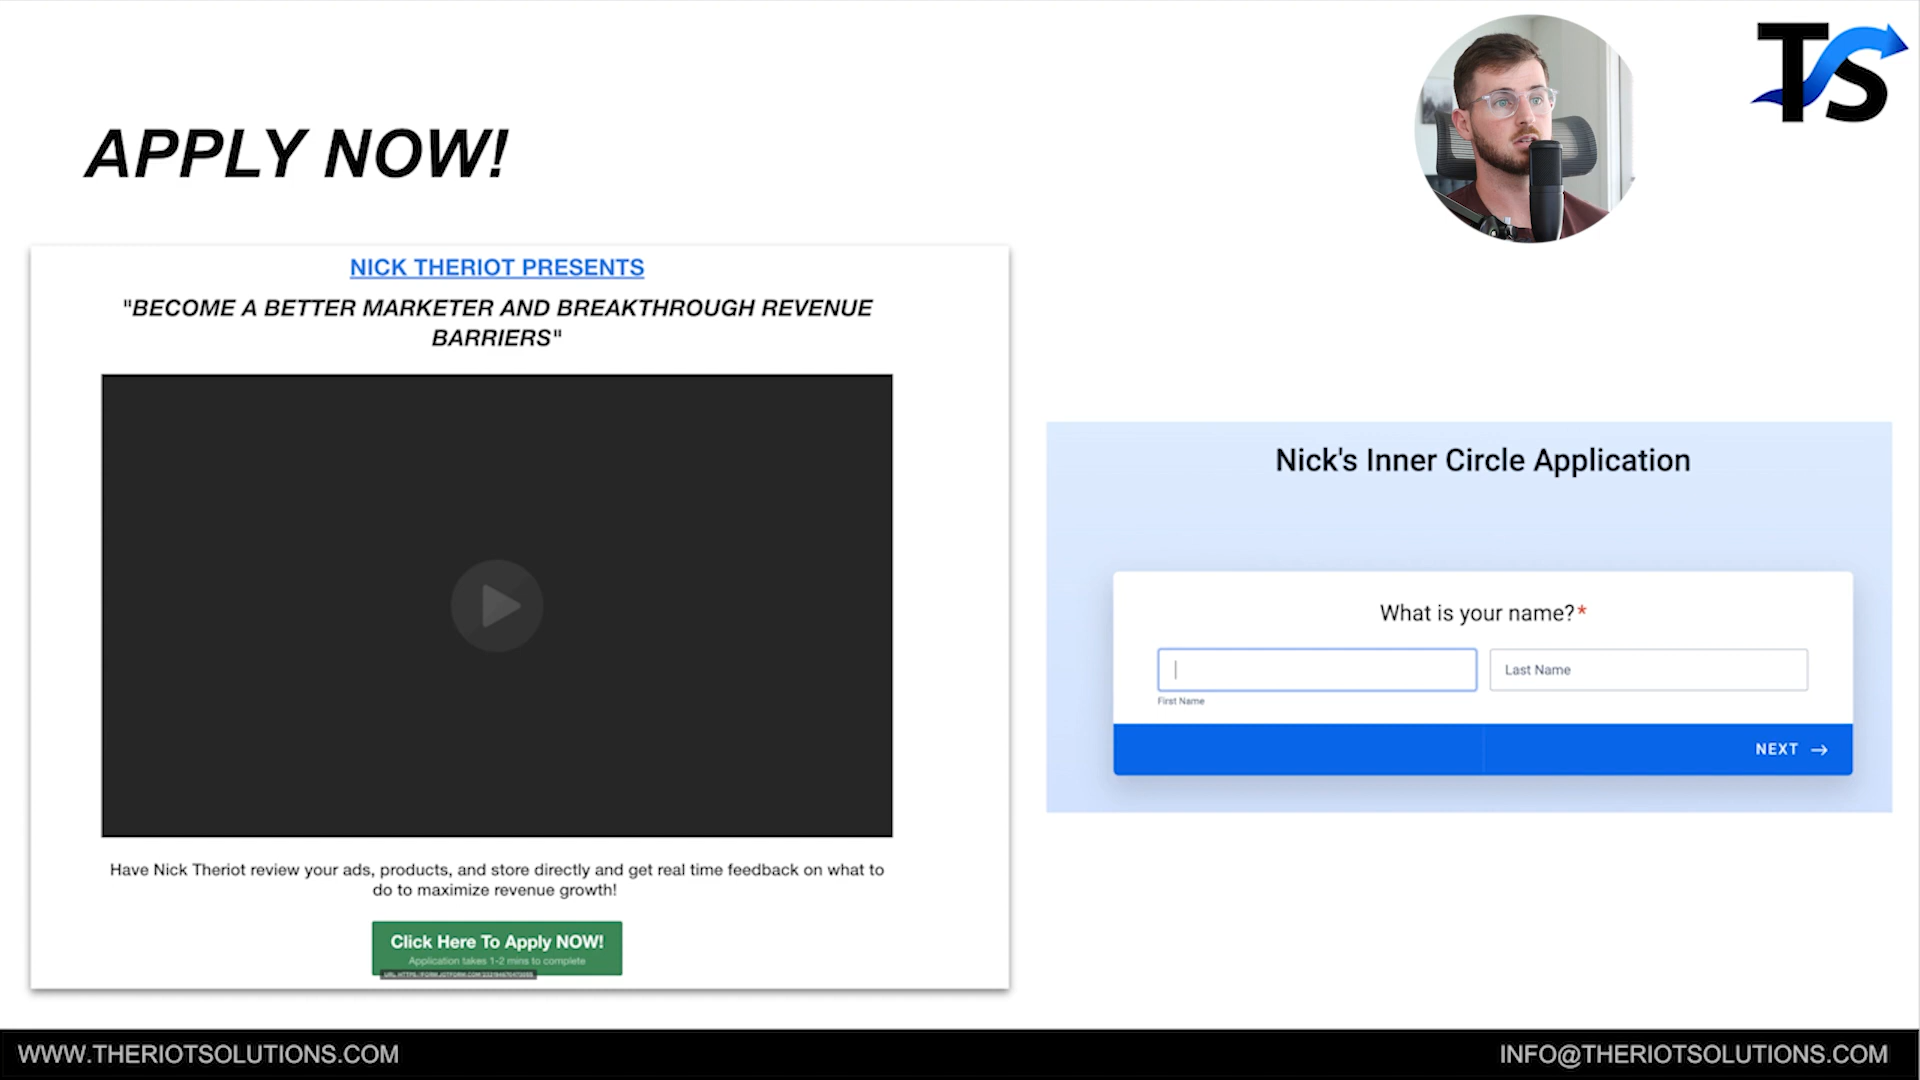 TS
APPLY NOW!
NICK THERIOT PRESENTS
"BECOME A BETTER MARKETER AND BREAKTHROUGH REVENUE
BARRIERS"
Have Nick Theriot review your ads, products, and store directly and get real time feedback on what to
do to maximize revenue growth!
Click Here To Apply NOW!
Application takes 1-2 mins to complete
Nick's Inner Circle Application
What is your name?*
Last Name
First Name
NEXT →
WWW.THERIOTSOLUTIONS.COM
INFO@THERIOTSOLUTIONS.COM